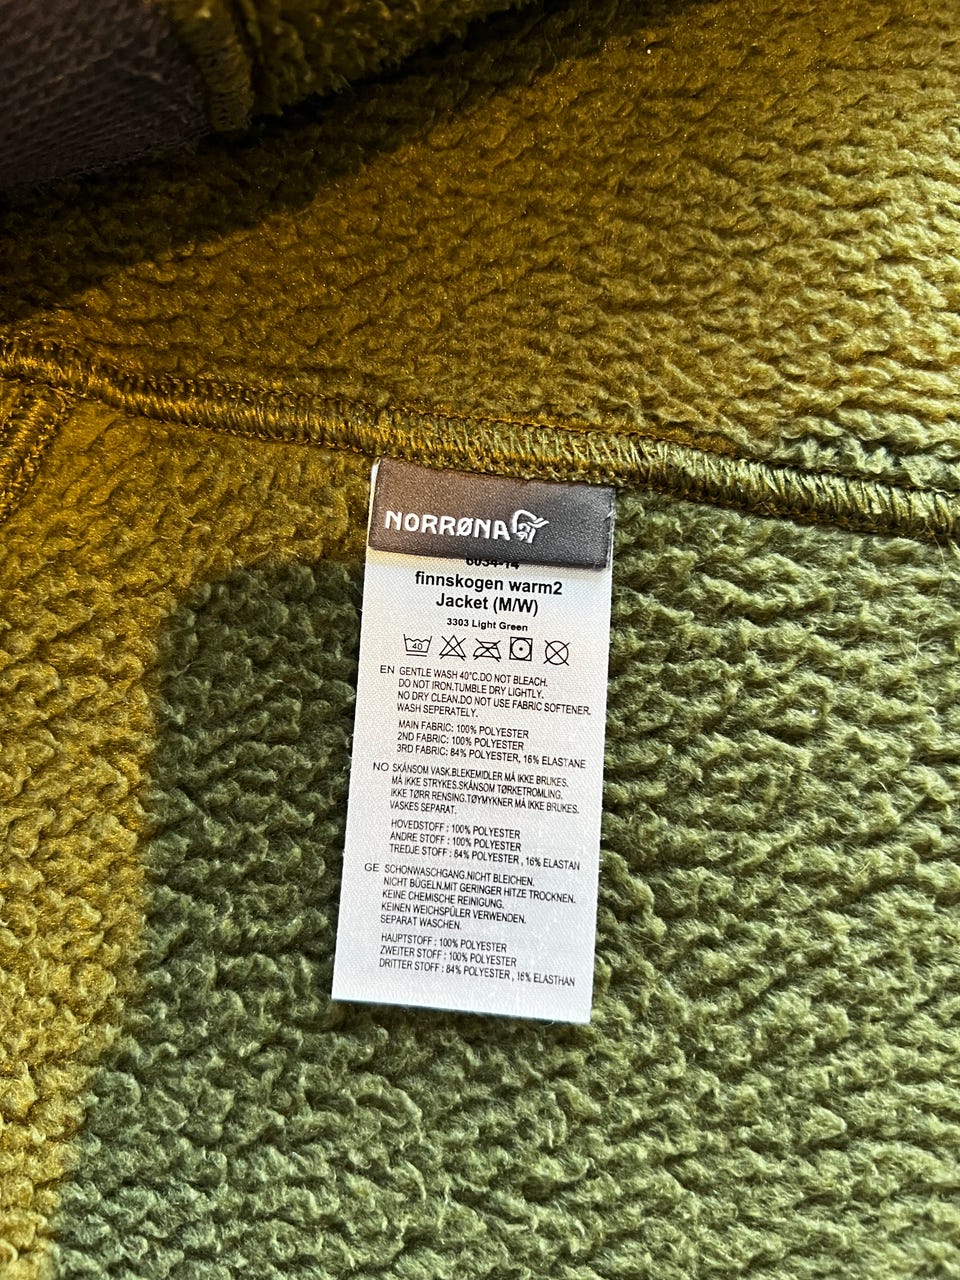 NORRØNA
6034-14
finnskogen warm2
Jacket (M/W)
3303 Light Green
40
EN GENTLE WASH 40°C.DO NOT BLEACH.
DO NOT IRON.TUMBLE DRY LIGHTLY.
NO DRY CLEAN.DO NOT USE FABRIC SOFTENER.
WASH SEPERATELY.
MAIN FABRIC: 100% POLYESTER
2ND FABRIC: 100% POLYESTER
3RD FABRIC: 84% POLYESTER, 16% ELASTANE
NO SKÅNSOM VASK.BLEKEMIDLER MÅ IKKE BRUKES.
MÅ IKKE STRYKES.SKÅNSOM TØRKETROMLING.
IKKE TØRR RENSING.TØYMYKNER MÅ IKKE BRUKES.
VASKES SEPARAT.
HOVEDSTOFF : 100% POLYESTER
ANDRE STOFF : 100% POLYESTER
TREDJE STOFF : 84% POLYESTER , 16% ELASTAN
GE SCHONWASCHGANG.NICHT BLEICHEN.
NICHT BÜGELN.MIT GERINGER HITZE TROCKNEN.
KEINE CHEMISCHE REINIGUNG.
KEINEN WEICHSPÜLER VERWENDEN.
SEPARAT WASCHEN.
HAUPTSTOFF : 100% POLYESTER
ZWEITER STOFF : 100% POLYESTER
DRITTER STOFF : 84% POLYESTER , 16% ELASTHAN